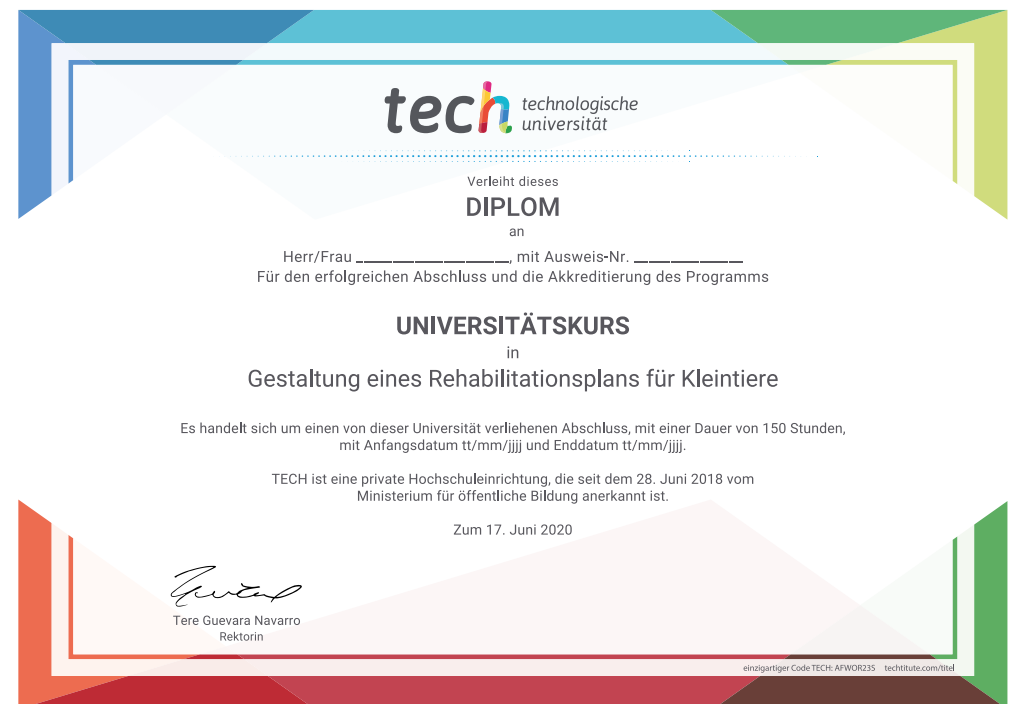 tech technologische
universität
Verleiht dieses
DIPLOM
an
Herr/Frau ____________________, mit Ausweis-Nr. ______________
Für den erfolgreichen Abschluss und die Akkreditierung des Programms
UNIVERSITÄTSKURS
in
Gestaltung eines Rehabilitationsplans für Kleintiere
Es handelt sich um einen von dieser Universität verliehenen Abschluss, mit einer Dauer von 150 Stunden,
mit Anfangsdatum tt/mm/jjjj und Enddatum tt/mm/jjjj.
TECH ist eine private Hochschuleinrichtung, die seit dem 28. Juni 2018 vom
Ministerium für öffentliche Bildung anerkannt ist.
Zum 17. Juni 2020
Tere Guevara Navarro
Rektorin
einzigartiger Code TECH: AFWOR235 techtitute.com/titel